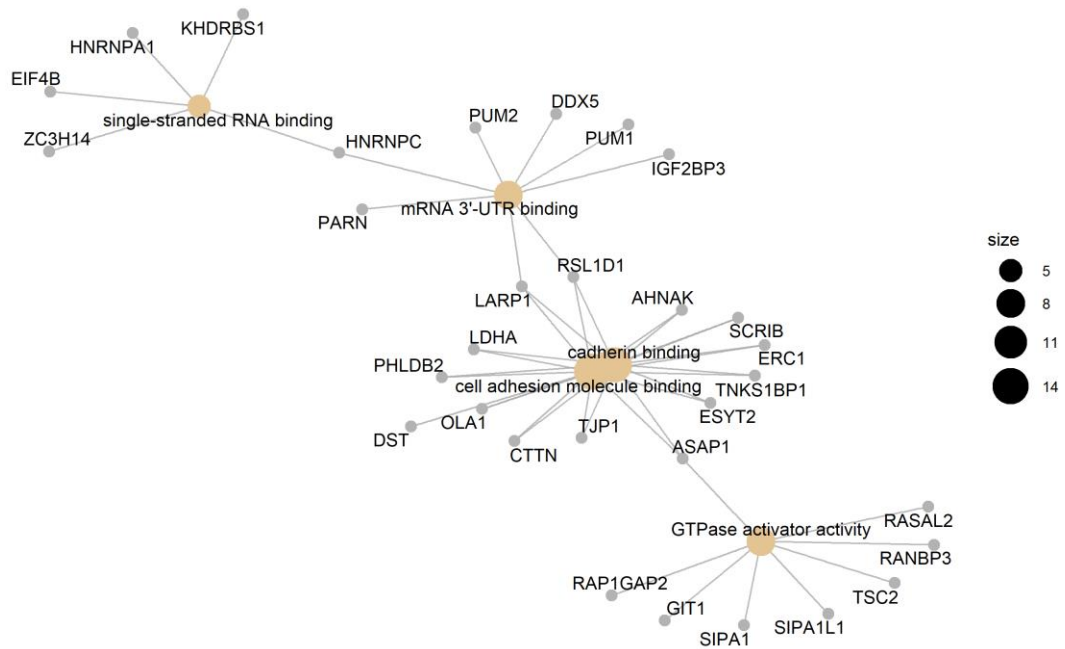 KHDRBS1
HNRNPA1
EIF4B
single-stranded RNA binding
ZC3H14
HNRNPC
PUM2
DDX5
PUM1
IGF2BP3
mRNA 3'-UTR binding
PARN
RSL1D1
LARP1
AHNAK
SCRIB
LDHA
cadherin binding
ERC1
PHLDB2
cell adhesion molecule binding
TNKS1BP1
OLA1
ESYT2
DST
TJP1
CTTN
ASAP1
GTPase activator activity
RASAL2
RANBP3
RAP1GAP2
TSC2
GIT1
SIPA1L1
SIPA1
size
5
8
11
14